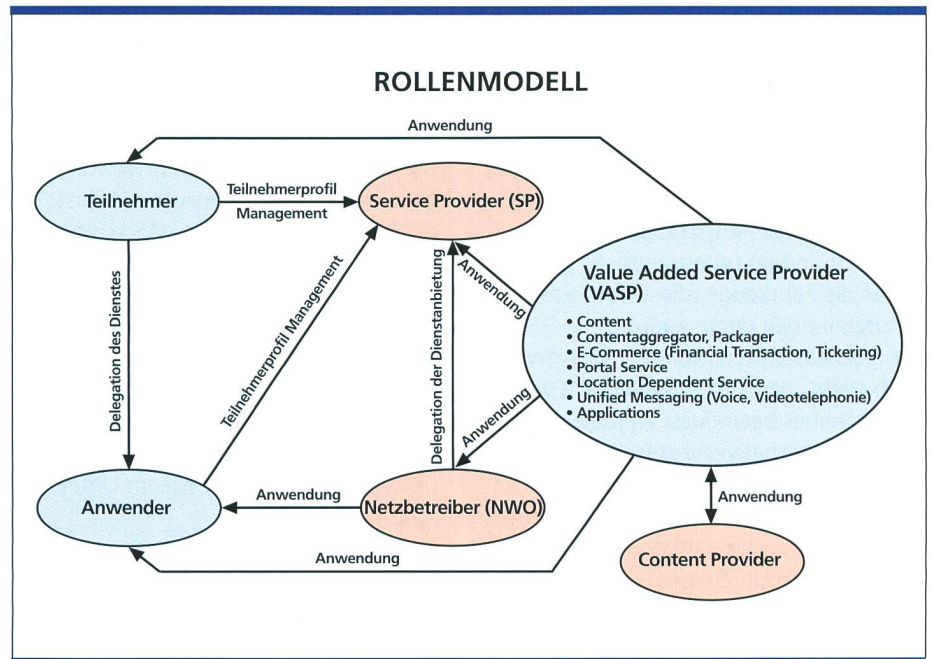 ROLLENMODELL
Anwendung
Teilnehmer
Teilnehmerprofil
Management
Service Provider (SP)
Value Added Service Provider
(VASP)
• Content
• Contentaggregator, Packager
• E-Commerce (Financial Transaction, Tickering)
• Portal Service
• Location Dependent Service
• Unified Messaging (Voice, Videotelephonie)
• Applications
Delegation des Dienstes
Teilnehmerprofil Management
Delegation der Dienstanbietung
Anwendung
Anwendung
Anwender
Anwendung
Netzbetreiber (NWO)
Anwendung
Anwendung
Content Provider